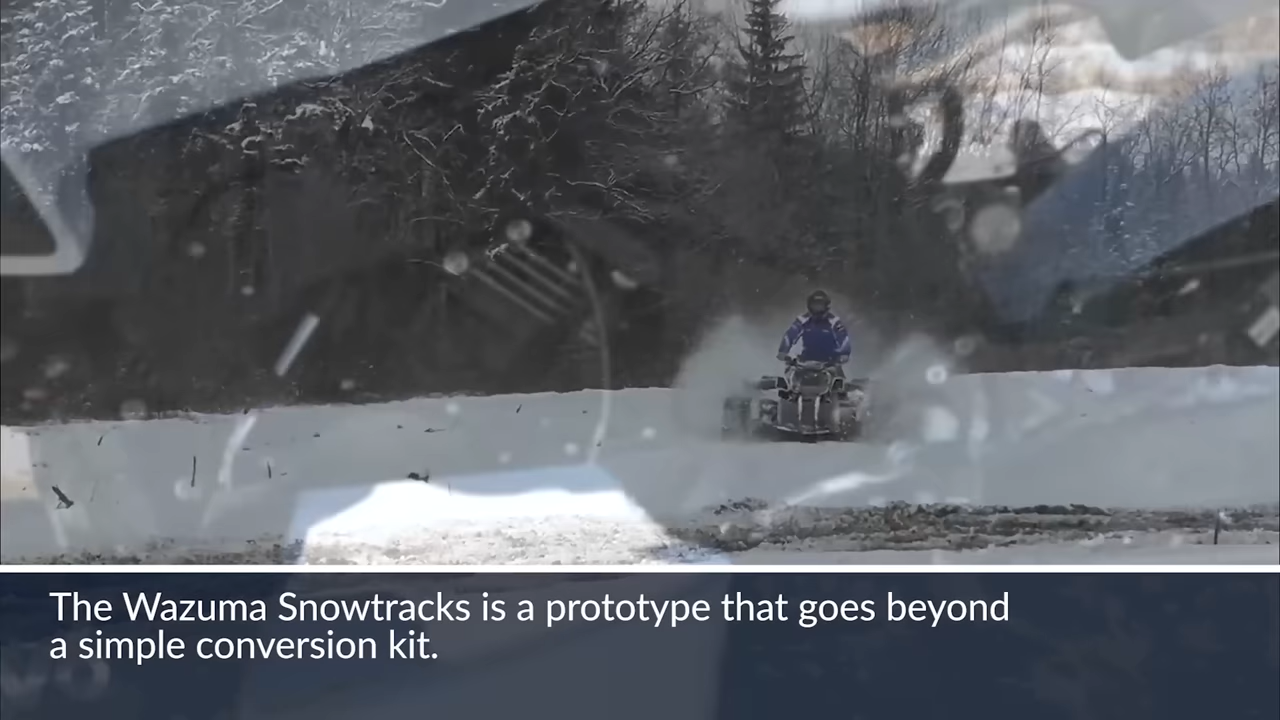 The Wazuma Snowtracks is a prototype that goes beyond
a simple conversion kit.